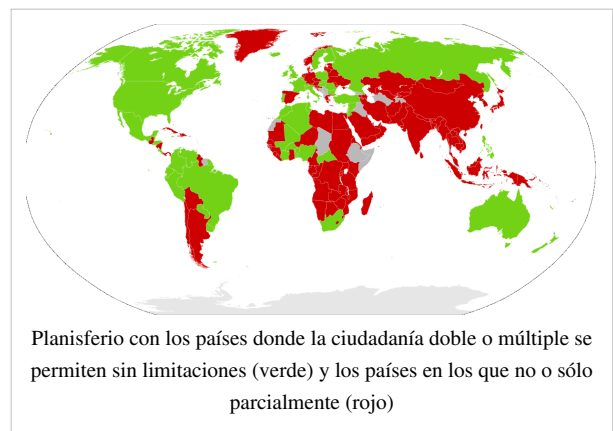 Planisferio con los países donde la ciudadanía doble o múltiple se
permiten sin limitaciones (verde) y los países en los que no o sólo
parcialmente (rojo)